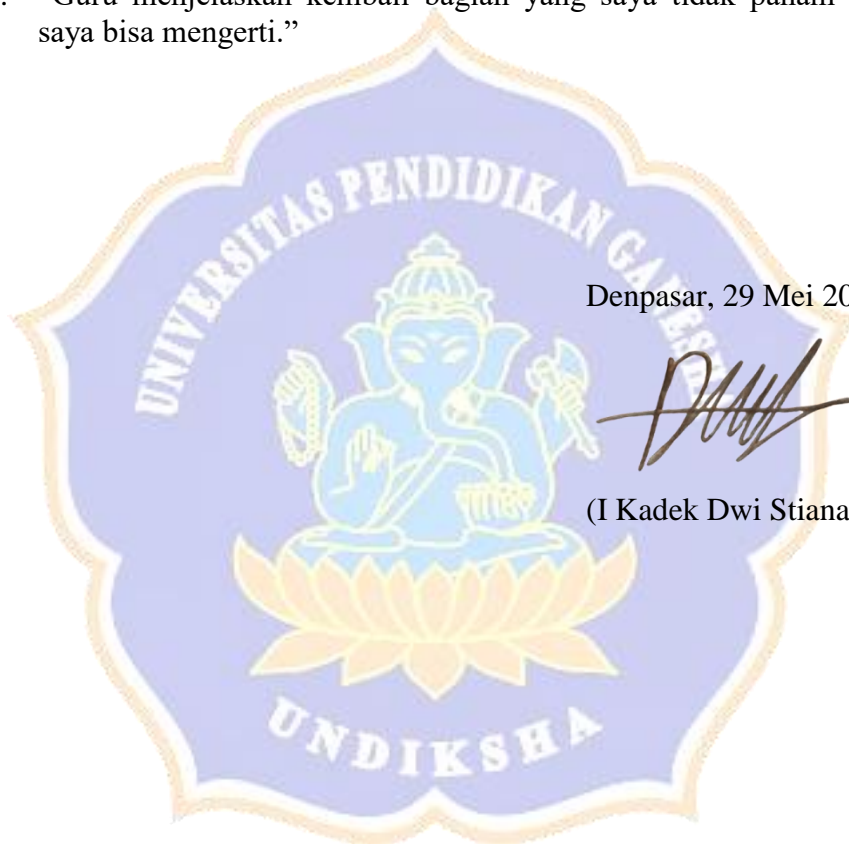 Guru menjelaskan kembali bagian yang saya tidak paham
saya bisa mengerti.”
UNIVERSITAS PENDIDIKAN GANESHA
Denpasar, 29 Mei 20
(I Kadek Dwi Stiana
UNDIKSHA